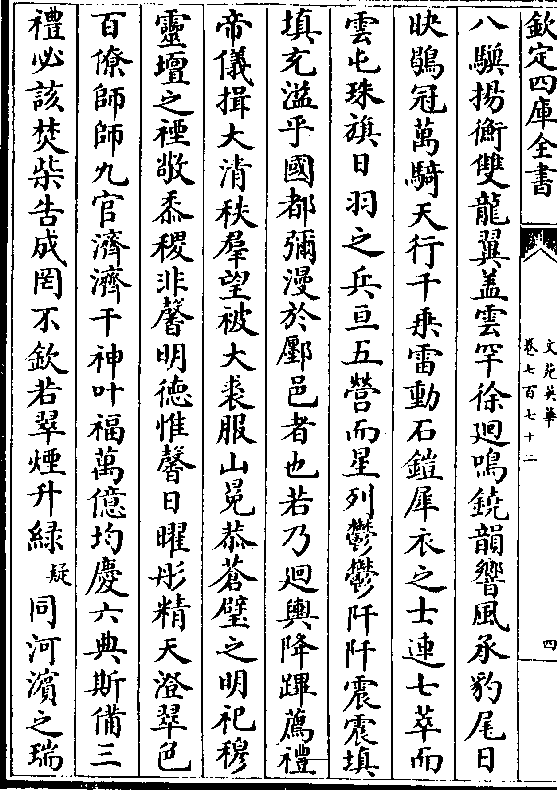 欽定四庫全書
文苑英華
卷七百七十二
四
八騤揚衡雙龍翼盖雲罕徐廻鳴鐃韻響風承豹尾日
映鶡冠萬騎天行千乗雷動石鎧犀衣之士連七萃而
雲屯珠旗日羽之兵亘五營而星列鬱鬱阡阡震震填
填充溢乎國都彌漫於郾邑者也若乃迴輿降蹕薦禮
帝儀揖大清秩羣望被大裘服山冕恭蒼璧之明祀穆
靈壇之禋敬黍稷非馨明德惟馨日曜彤精天澄翠色
百僚師師九官濟濟干神叶福萬億均慶六典斯備三
禮必該焚柴告成罔不欽若翠煙升緑疑同河濵之瑞